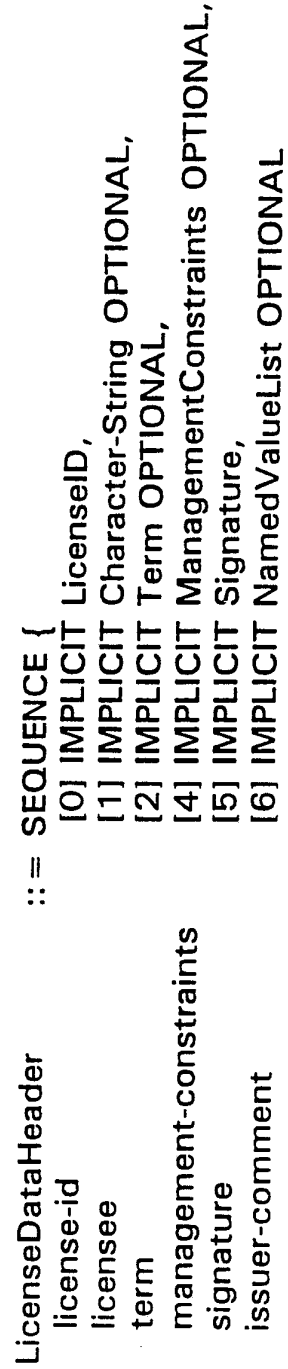 LicenseDataHeader ::= SEQUENCE {
license-id [0] IMPLICIT LicenseID,
licensee [1] IMPLICIT Character-String OPTIONAL,
term [2] IMPLICIT Term OPTIONAL,
management-constraints [4] IMPLICIT ManagementConstraints OPTIONAL,
signature [5] IMPLICIT Signature,
issuer-comment [6] IMPLICIT NamedValueList OPTIONAL